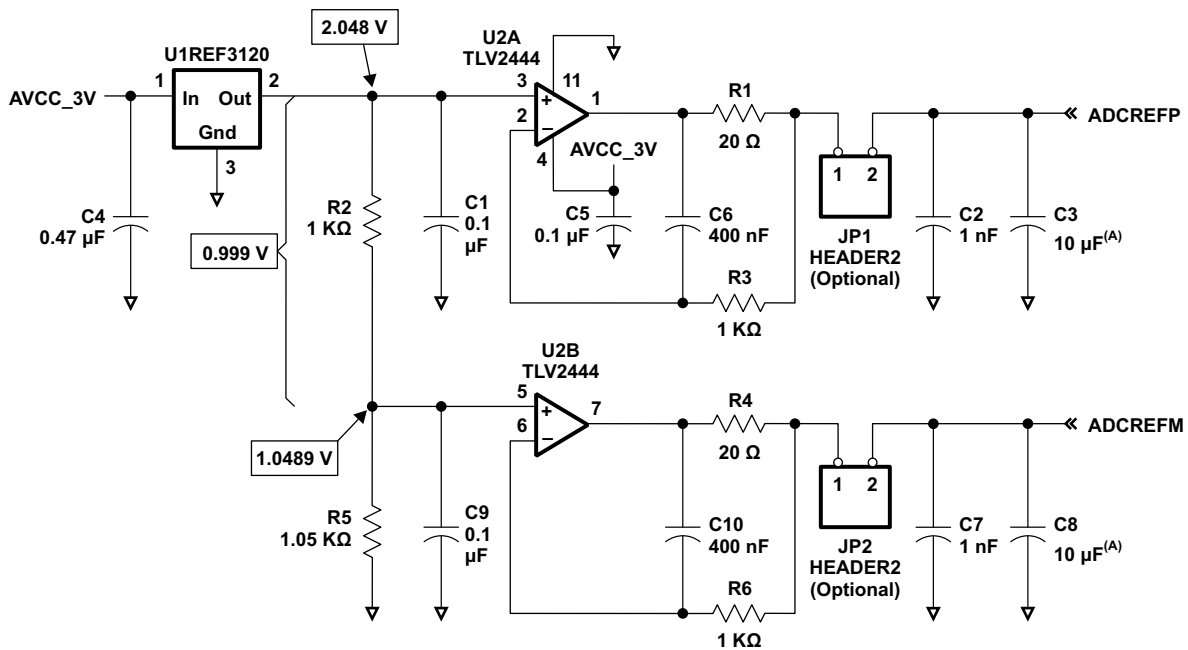 2.048 V
U1REF3120
1
2
AVCC_3V
In
Out
Gnd
3
C4
0.47 µF
0.999 V
R2
1 KΩ
C1
0.1
µF
U2A
TLV2444
3
+
11
1
2
–
4
AVCC_3V
C5
0.1 µF
R1
20 Ω
C6
400 nF
R3
1 KΩ
1
2
JP1
HEADER2
(Optional)
ADCREFP
C2
1 nF
C3
10 µF(A)
1.0489 V
R5
1.05 KΩ
C9
0.1
µF
U2B
TLV2444
5
+
7
6
–
R4
20 Ω
C10
400 nF
R6
1 KΩ
1
2
JP2
HEADER2
(Optional)
ADCREFM
C7
1 nF
C8
10 µF(A)